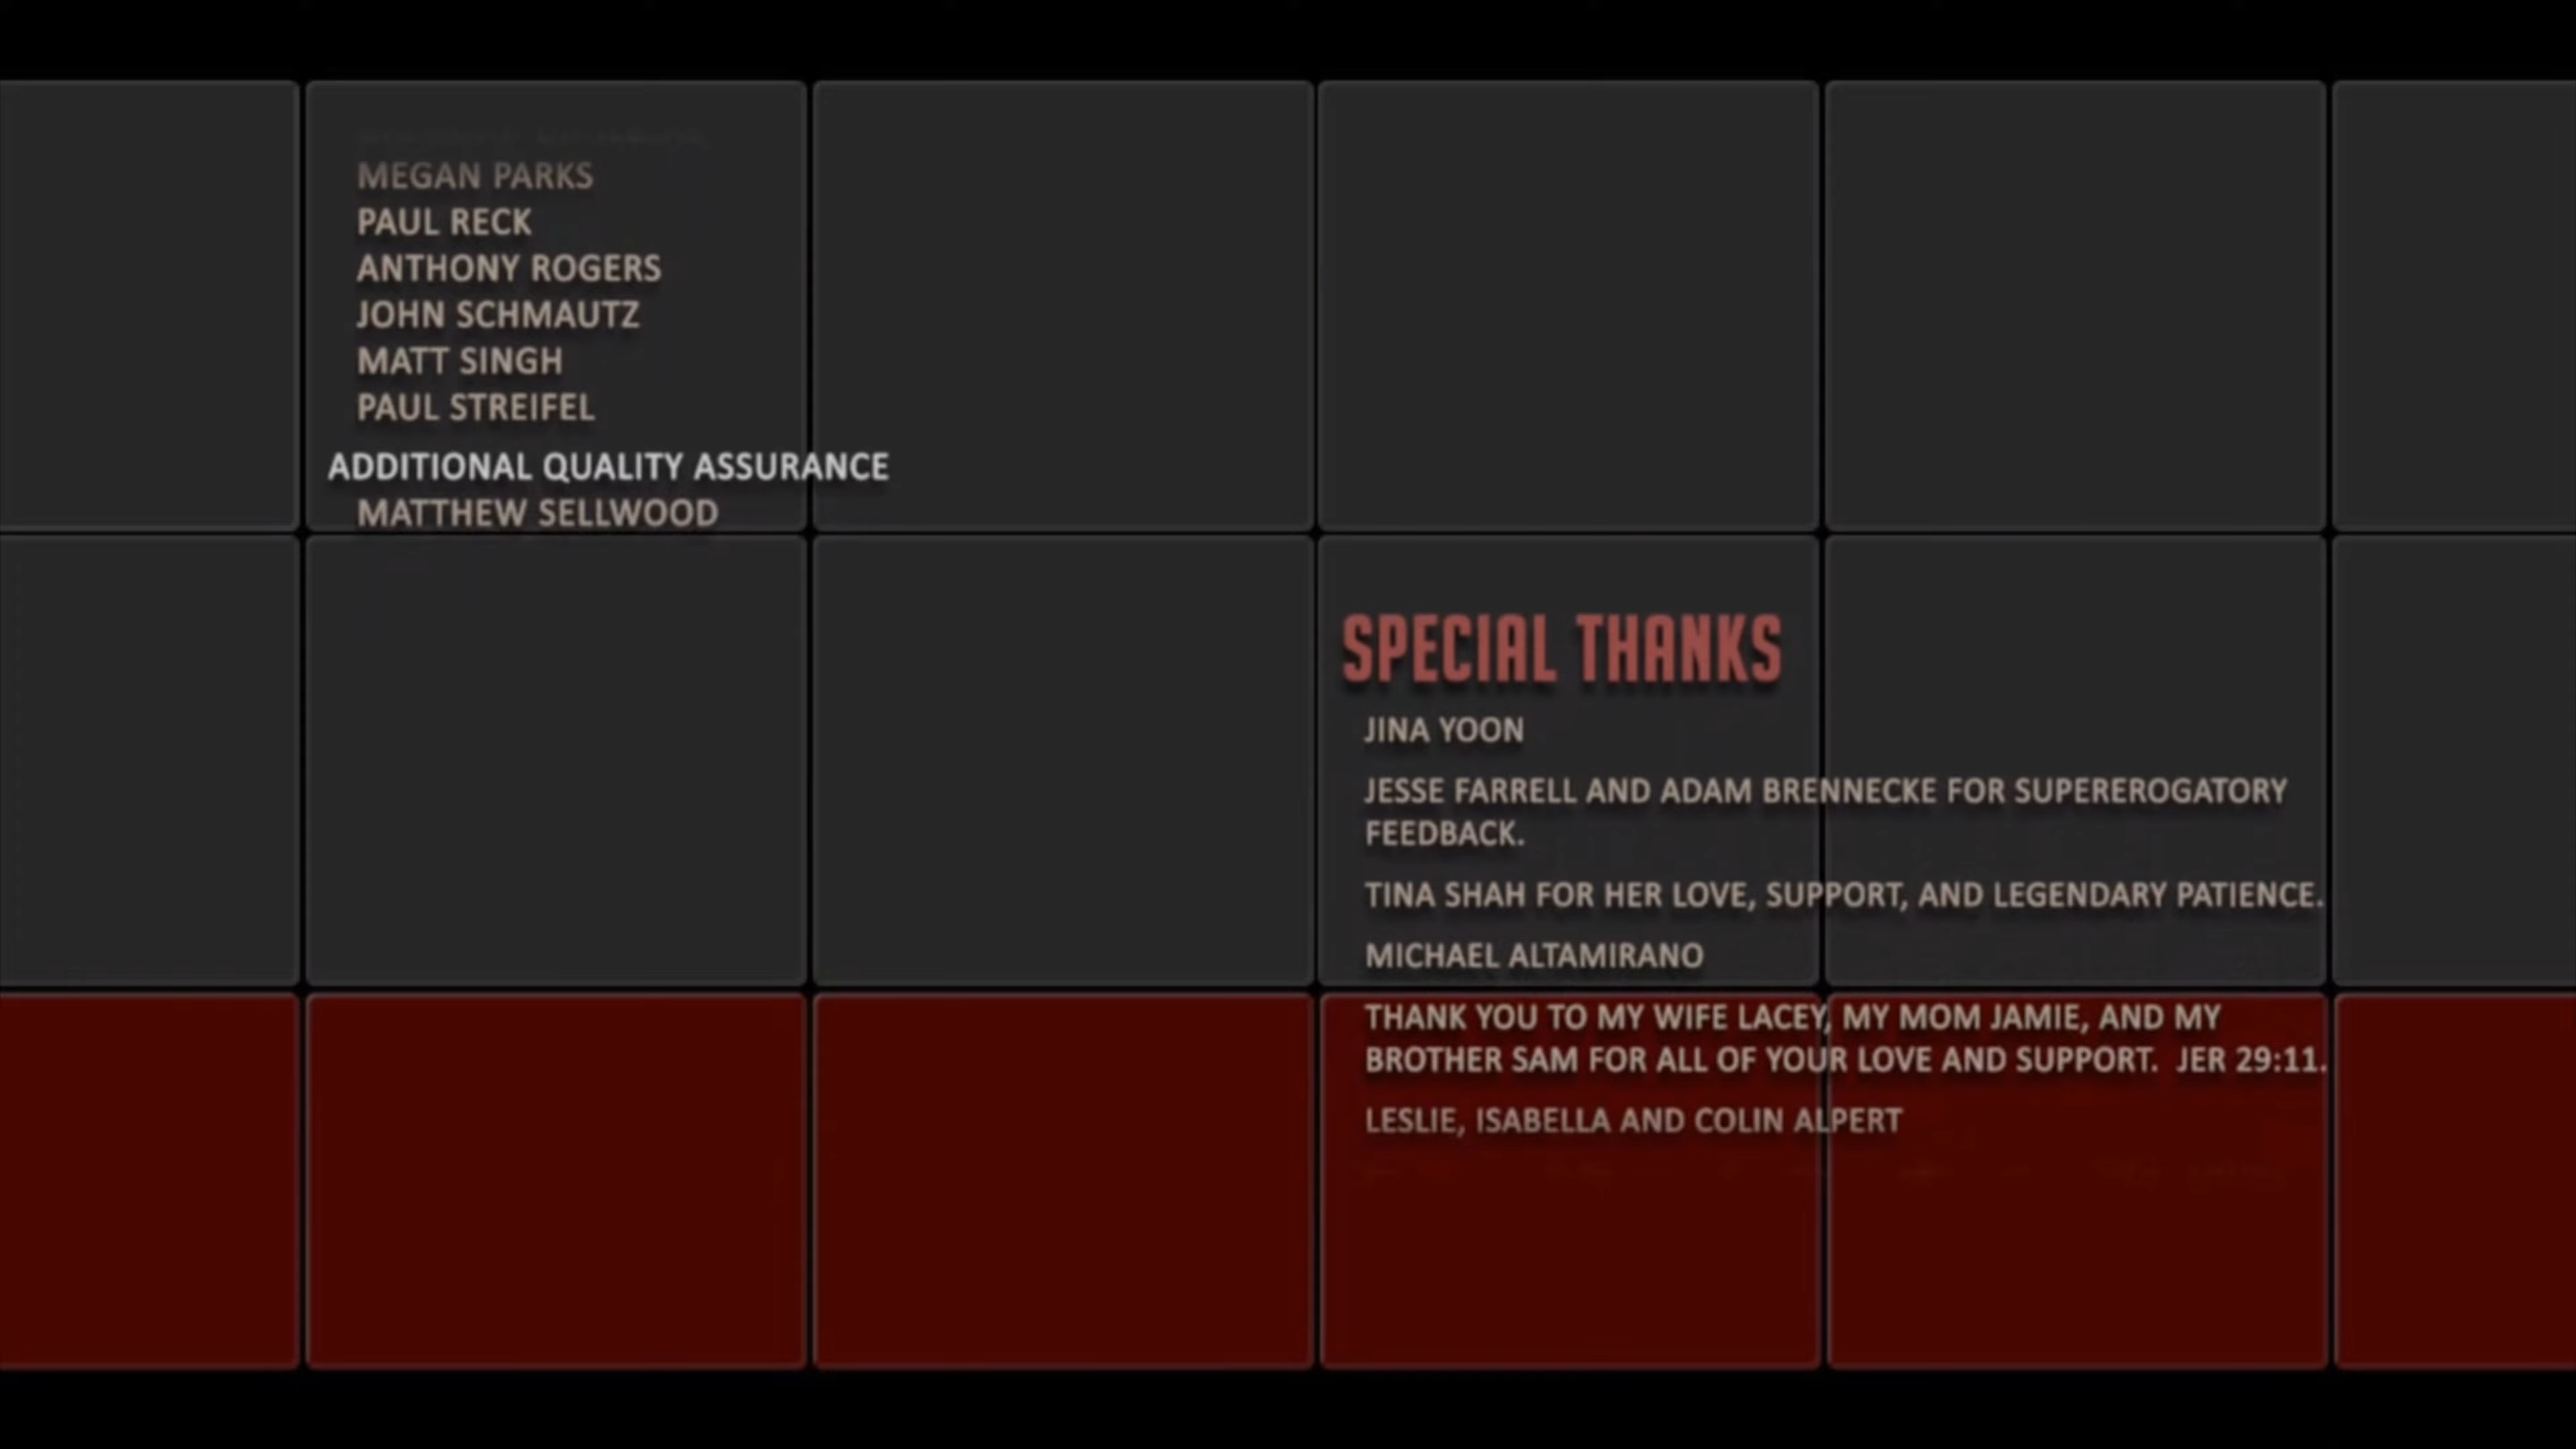 MEGAN PARKS
PAUL RECK
ANTHONY ROGERS
JOHN SCHMAUTZ
MATT SINGH
PAUL STREIFEL
ADDITIONAL QUALITY ASSURANCE
MATTHEW SELLWOOD
SPECIAL THANKS
JINA YOON
JESSE FARRELL AND ADAM BRENNECKE FOR SUPEREROGATORY
FEEDBACK.
TINA SHAH FOR HER LOVE, SUPPORT, AND LEGENDARY PATIENCE.
MICHAEL ALTAMIRANO
THANK YOU TO MY WIFE LACEY, MY MOM JAMIE, AND MY
BROTHER SAM FOR ALL OF YOUR LOVE AND SUPPORT.  JER 29:11.
LESLIE, ISABELLA AND COLIN ALPERT